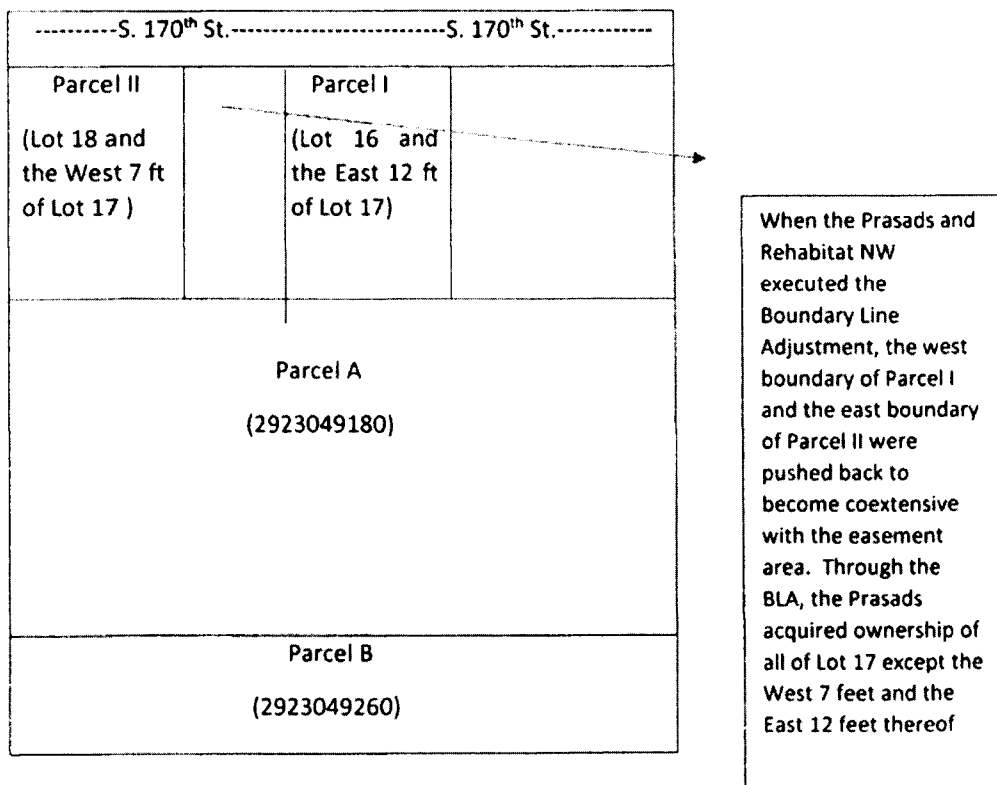 ----------S. 170th St.--------------------------S. 170th St.------------
Parcel II
(Lot 18 and
the West 7 ft
of Lot 17 )
Parcel I
(Lot 16 and
the East 12 ft
of Lot 17)
Parcel A
(2923049180)
Parcel B
(2923049260)
When the Prasads and
Rehabitat NW
executed the
Boundary Line
Adjustment, the west
boundary of Parcel I
and the east boundary
of Parcel II were
pushed back to
become coextensive
with the easement
area. Through the
BLA, the Prasads
acquired ownership of
all of Lot 17 except the
West 7 feet and the
East 12 feet thereof